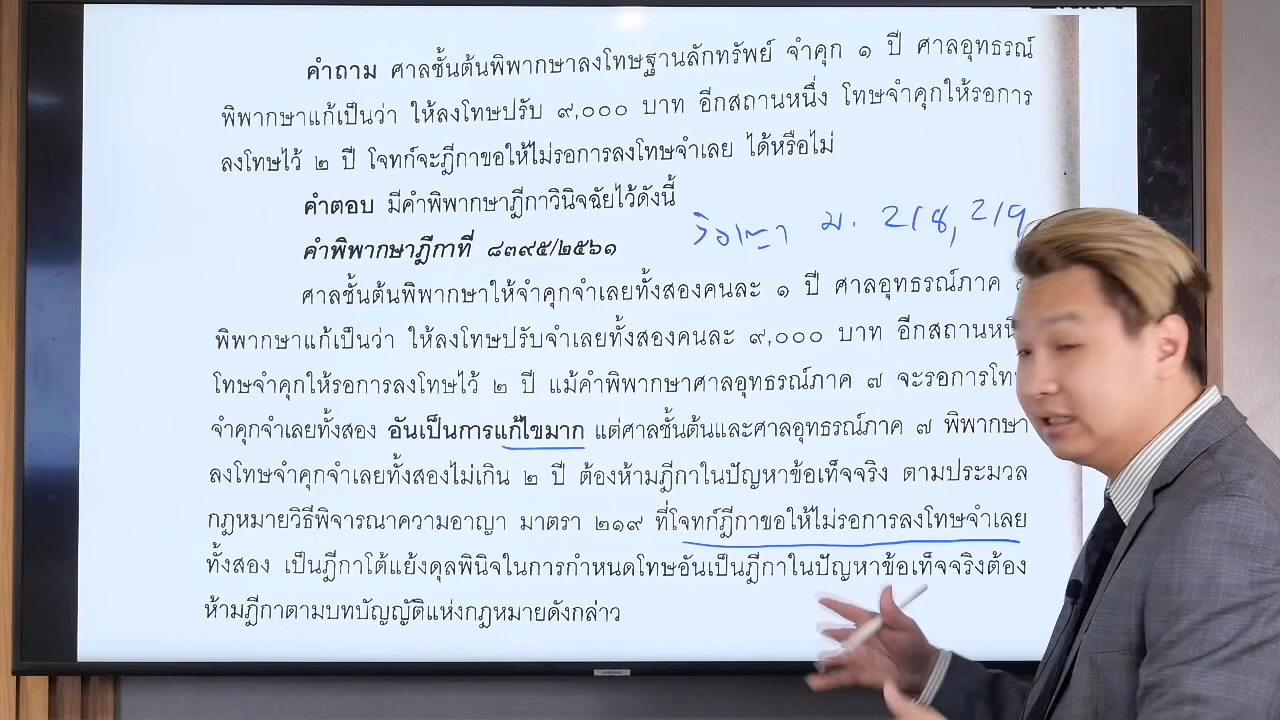 คำถาม ศาลชั้นต้นพิพากษาลงโทษฐานลักทรัพย์ จำคุก ๑ ปี ศาลอุทธรณ์
พิพากษาแก้เป็นว่า ให้ลงโทษปรับ ๙,๐๐๐ บาท อีกสถานหนึ่ง โทษจำคุกให้รอการ
ลงโทษไว้ ๒ ปี โจทก์จะฎีกาขอให้ไม่รอการลงโทษจำเลย ได้หรือไม่
คำตอบ มีคำพิพากษาฎีกาวินิจฉัยไว้ดังนี้
ม. 218, 219
คำพิพากษาฎีกาที่ ๘๓๙๕/๒๕๖๑
ศาลชั้นต้นพิพากษาให้จำคุกจำเลยทั้งสองคนละ ๑ ปี ศาลอุทธรณ์ภาค
พิพากษาแก้เป็นว่า ให้ลงโทษปรับจำเลยทั้งสองคนละ ๙,๐๐๐ บาท อีกสถานหนึ่ง
โทษจำคุกให้รอการลงโทษไว้ ๒ ปี แม้คำพิพากษาศาลอุทธรณ์ภาค ๗ จะรอการโทษ
จำคุกจำเลยทั้งสอง อันเป็นการแก้ไขมาก แต่ศาลชั้นต้นและศาลอุทธรณ์ภาค ๗ พิพากษา
ลงโทษจำคุกจำเลยทั้งสองไม่เกิน ๒ ปี ต้องห้ามฎีกาในปัญหาข้อเท็จจริง ตามประมวล
กฎหมายวิธีพิจารณาความอาญา มาตรา ๒๑๙ ที่โจทก์ฎีกาขอให้ไม่รอการลงโทษจำเลย
ทั้งสอง เป็นฎีกาโต้แย้งดุลพินิจในการกำหนดโทษอันเป็นฎีกาในปัญหาข้อเท็จจริงต้อง
ห้ามฎีกาตามบทบัญญัติแห่งกฎหมายดังกล่าว
SAMSUNG